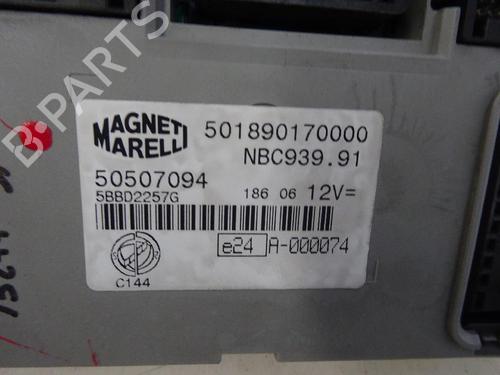 B-PARTS
MAGNETI MARELLI
501890170000
NBC939.91
50507094
5BBD2257G
186 06 12V=
e24 A-000074
C144